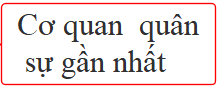 Cơ quan quân
sự gần nhất